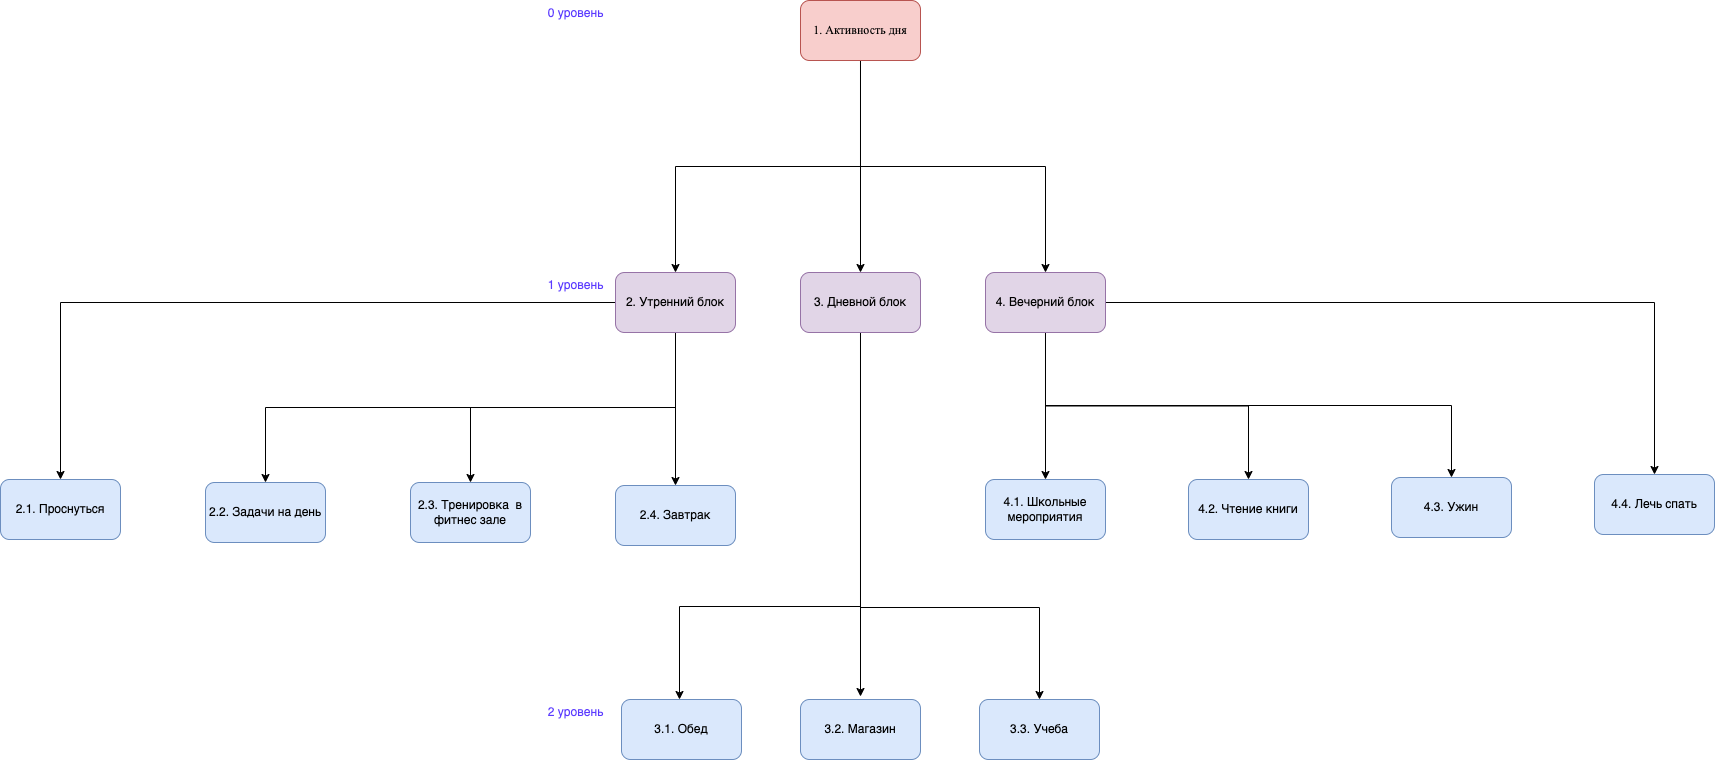 0 уровень
1. Активность дня
1 уровень
2. Утренний блок
3. Дневной блок
4. Вечерний блок
2.1. Проснуться
2.2. Задачи на день
2.3. Тренировка в
фитнес зале
2.4. Завтрак
4.1. Школьные
мероприятия
4.2. Чтение книги
4.3. Ужин
4.4. Лечь спать
2 уровень
3.1. Обед
3.2. Магазин
3.3. Учеба